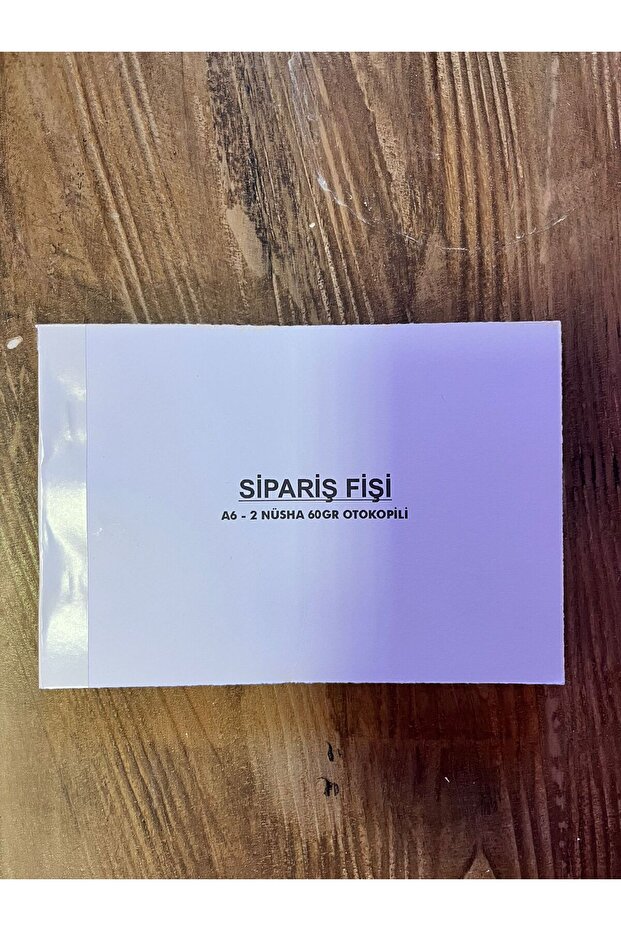 SİPARİŞ FİŞİ
A6 - 2 NÜSHA 60GR OTOKOPİLİ